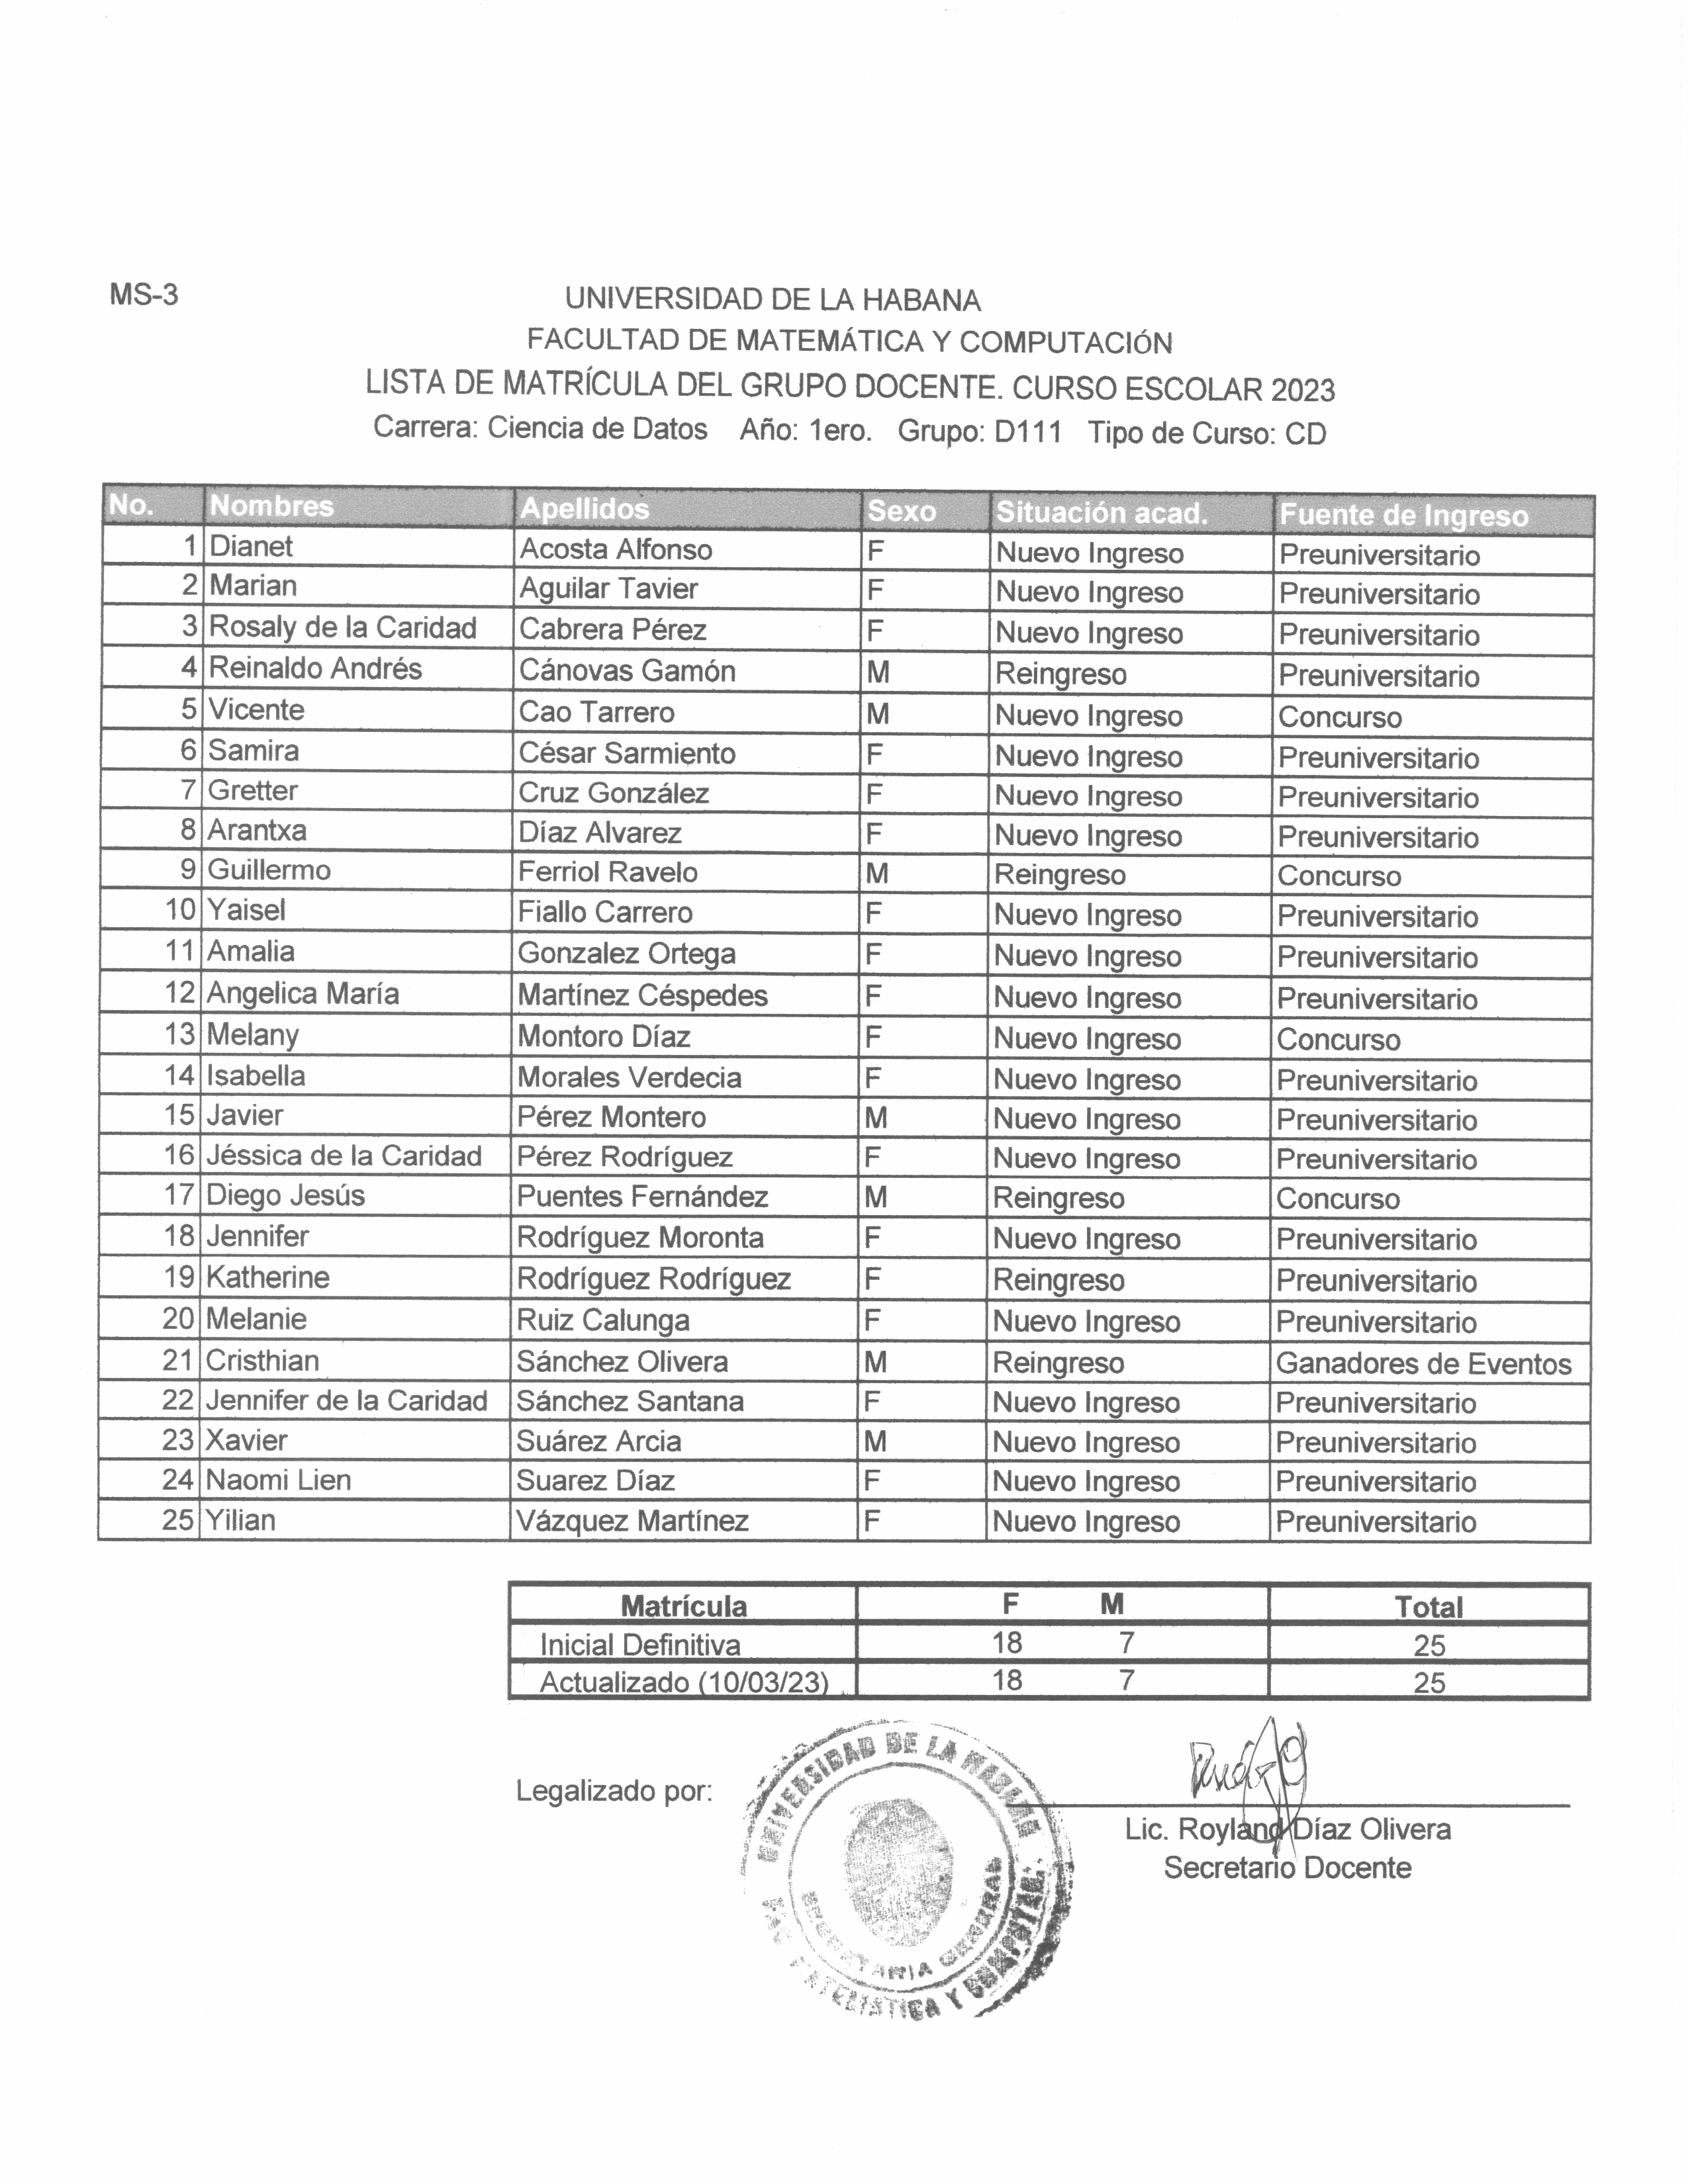 MS-3
UNIVERSIDAD DE LA HABANA
FACULTAD DE MATEMÁTICA Y COMPUTACIÓN
LISTA DE MATRÍCULA DEL GRUPO DOCENTE. CURSO ESCOLAR 2023
Carrera: Ciencia de Datos Año: 1ero. Grupo: D111 Tipo de Curso: CD
No. Nombres Apellidos Sexo Situación acad. Fuente de Ingreso
1 Dianet Acosta Alfonso F Nuevo Ingreso Preuniversitario
2 Marian Aguilar Tavier F Nuevo Ingreso Preuniversitario
3 Rosaly de la Caridad Cabrera Pérez F Nuevo Ingreso Preuniversitario
4 Reinaldo Andrés Cánovas Gamón M Reingreso Preuniversitario
5 Vicente Cao Tarrero M Nuevo Ingreso Concurso
6 Samira César Sarmiento F Nuevo Ingreso Preuniversitario
7 Gretter Cruz González F Nuevo Ingreso Preuniversitario
8 Arantxa Díaz Alvarez F Nuevo Ingreso Preuniversitario
9 Guillermo Ferriol Ravelo M Reingreso Concurso
10 Yaisel Fiallo Carrero F Nuevo Ingreso Preuniversitario
11 Amalia Gonzalez Ortega F Nuevo Ingreso Preuniversitario
12 Angelica María Martínez Céspedes F Nuevo Ingreso Preuniversitario
13 Melany Montoro Díaz F Nuevo Ingreso Concurso
14 Isabella Morales Verdecia F Nuevo Ingreso Preuniversitario
15 Javier Pérez Montero M Nuevo Ingreso Preuniversitario
16 Jéssica de la Caridad Pérez Rodríguez F Nuevo Ingreso Preuniversitario
17 Diego Jesús Puentes Fernández M Reingreso Concurso
18 Jennifer Rodríguez Moronta F Nuevo Ingreso Preuniversitario
19 Katherine Rodríguez Rodríguez F Reingreso Preuniversitario
20 Melanie Ruiz Calunga F Nuevo Ingreso Preuniversitario
21 Cristhian Sánchez Olivera M Reingreso Ganadores de Eventos
22 Jennifer de la Caridad Sánchez Santana F Nuevo Ingreso Preuniversitario
23 Xavier Suárez Arcia M Nuevo Ingreso Preuniversitario
24 Naomi Lien Suarez Díaz F Nuevo Ingreso Preuniversitario
25 Yilian Vázquez Martínez F Nuevo Ingreso Preuniversitario
Matrícula F M Total
Inicial Definitiva 18 7 25
Actualizado (10/03/23) 18 7 25
Legalizado por:
UNIVERSIDAD DE LA HABANA
SECRETARIA GENERAL
Lic. Royland Díaz Olivera
Secretario Docente